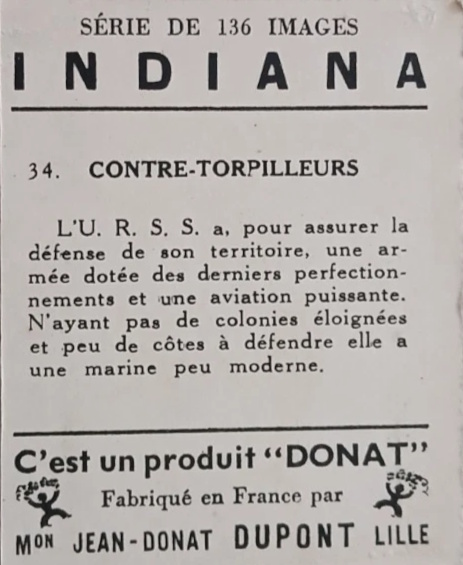 SÉRIE DE 136 IMAGES
INDIANA
34. CONTRE-TORPILLEURS
L'U. R. S. S. a, pour assurer la
défense de son territoire, une ar-
mée dotée des derniers perfection-
nements et une aviation puissante.
N'ayant pas de colonies éloignées
et peu de côtes à défendre elle a
une marine peu moderne.
C'est un produit "DONAT"
Fabriqué en France par
MON JEAN-DONAT DUPONT LILLE